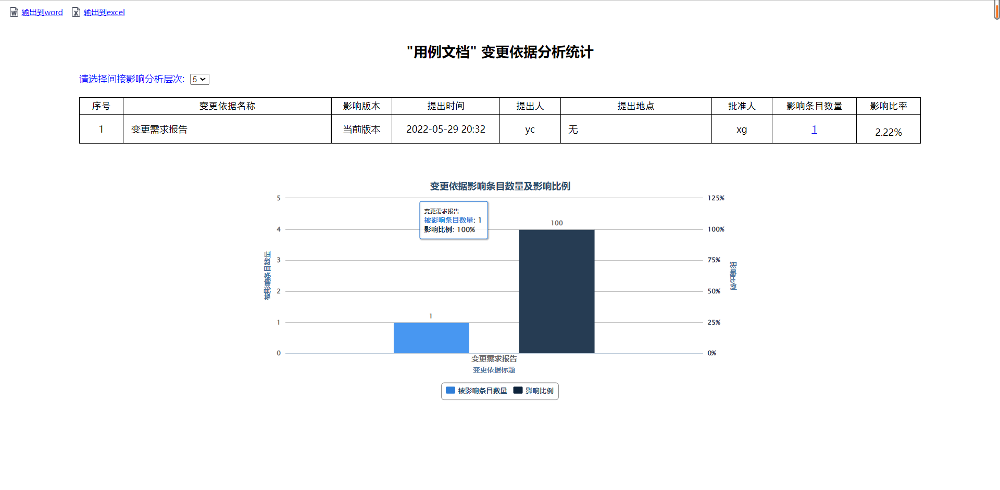 输出到word 输出到excel
"用例文档" 变更依据分析统计
请选择间接影响分析层次: 5
序号 变更依据名称 影响版本 提出时间 提出人 提出地点 批准人 影响条目数量 影响比率
1 变更需求报告 当前版本 2022-05-29 20:32 yc 无 xg 1 2.22%
变更依据影响条目数量及影响比例
5 125%
变更需求报告
被影响条目数量: 1
影响比例: 100%
100
4 100%
3 75%
被影响条目数量
影响比例
2 50%
1
1 25%
0 0%
变更需求报告
变更依据标题
被影响条目数量 影响比例